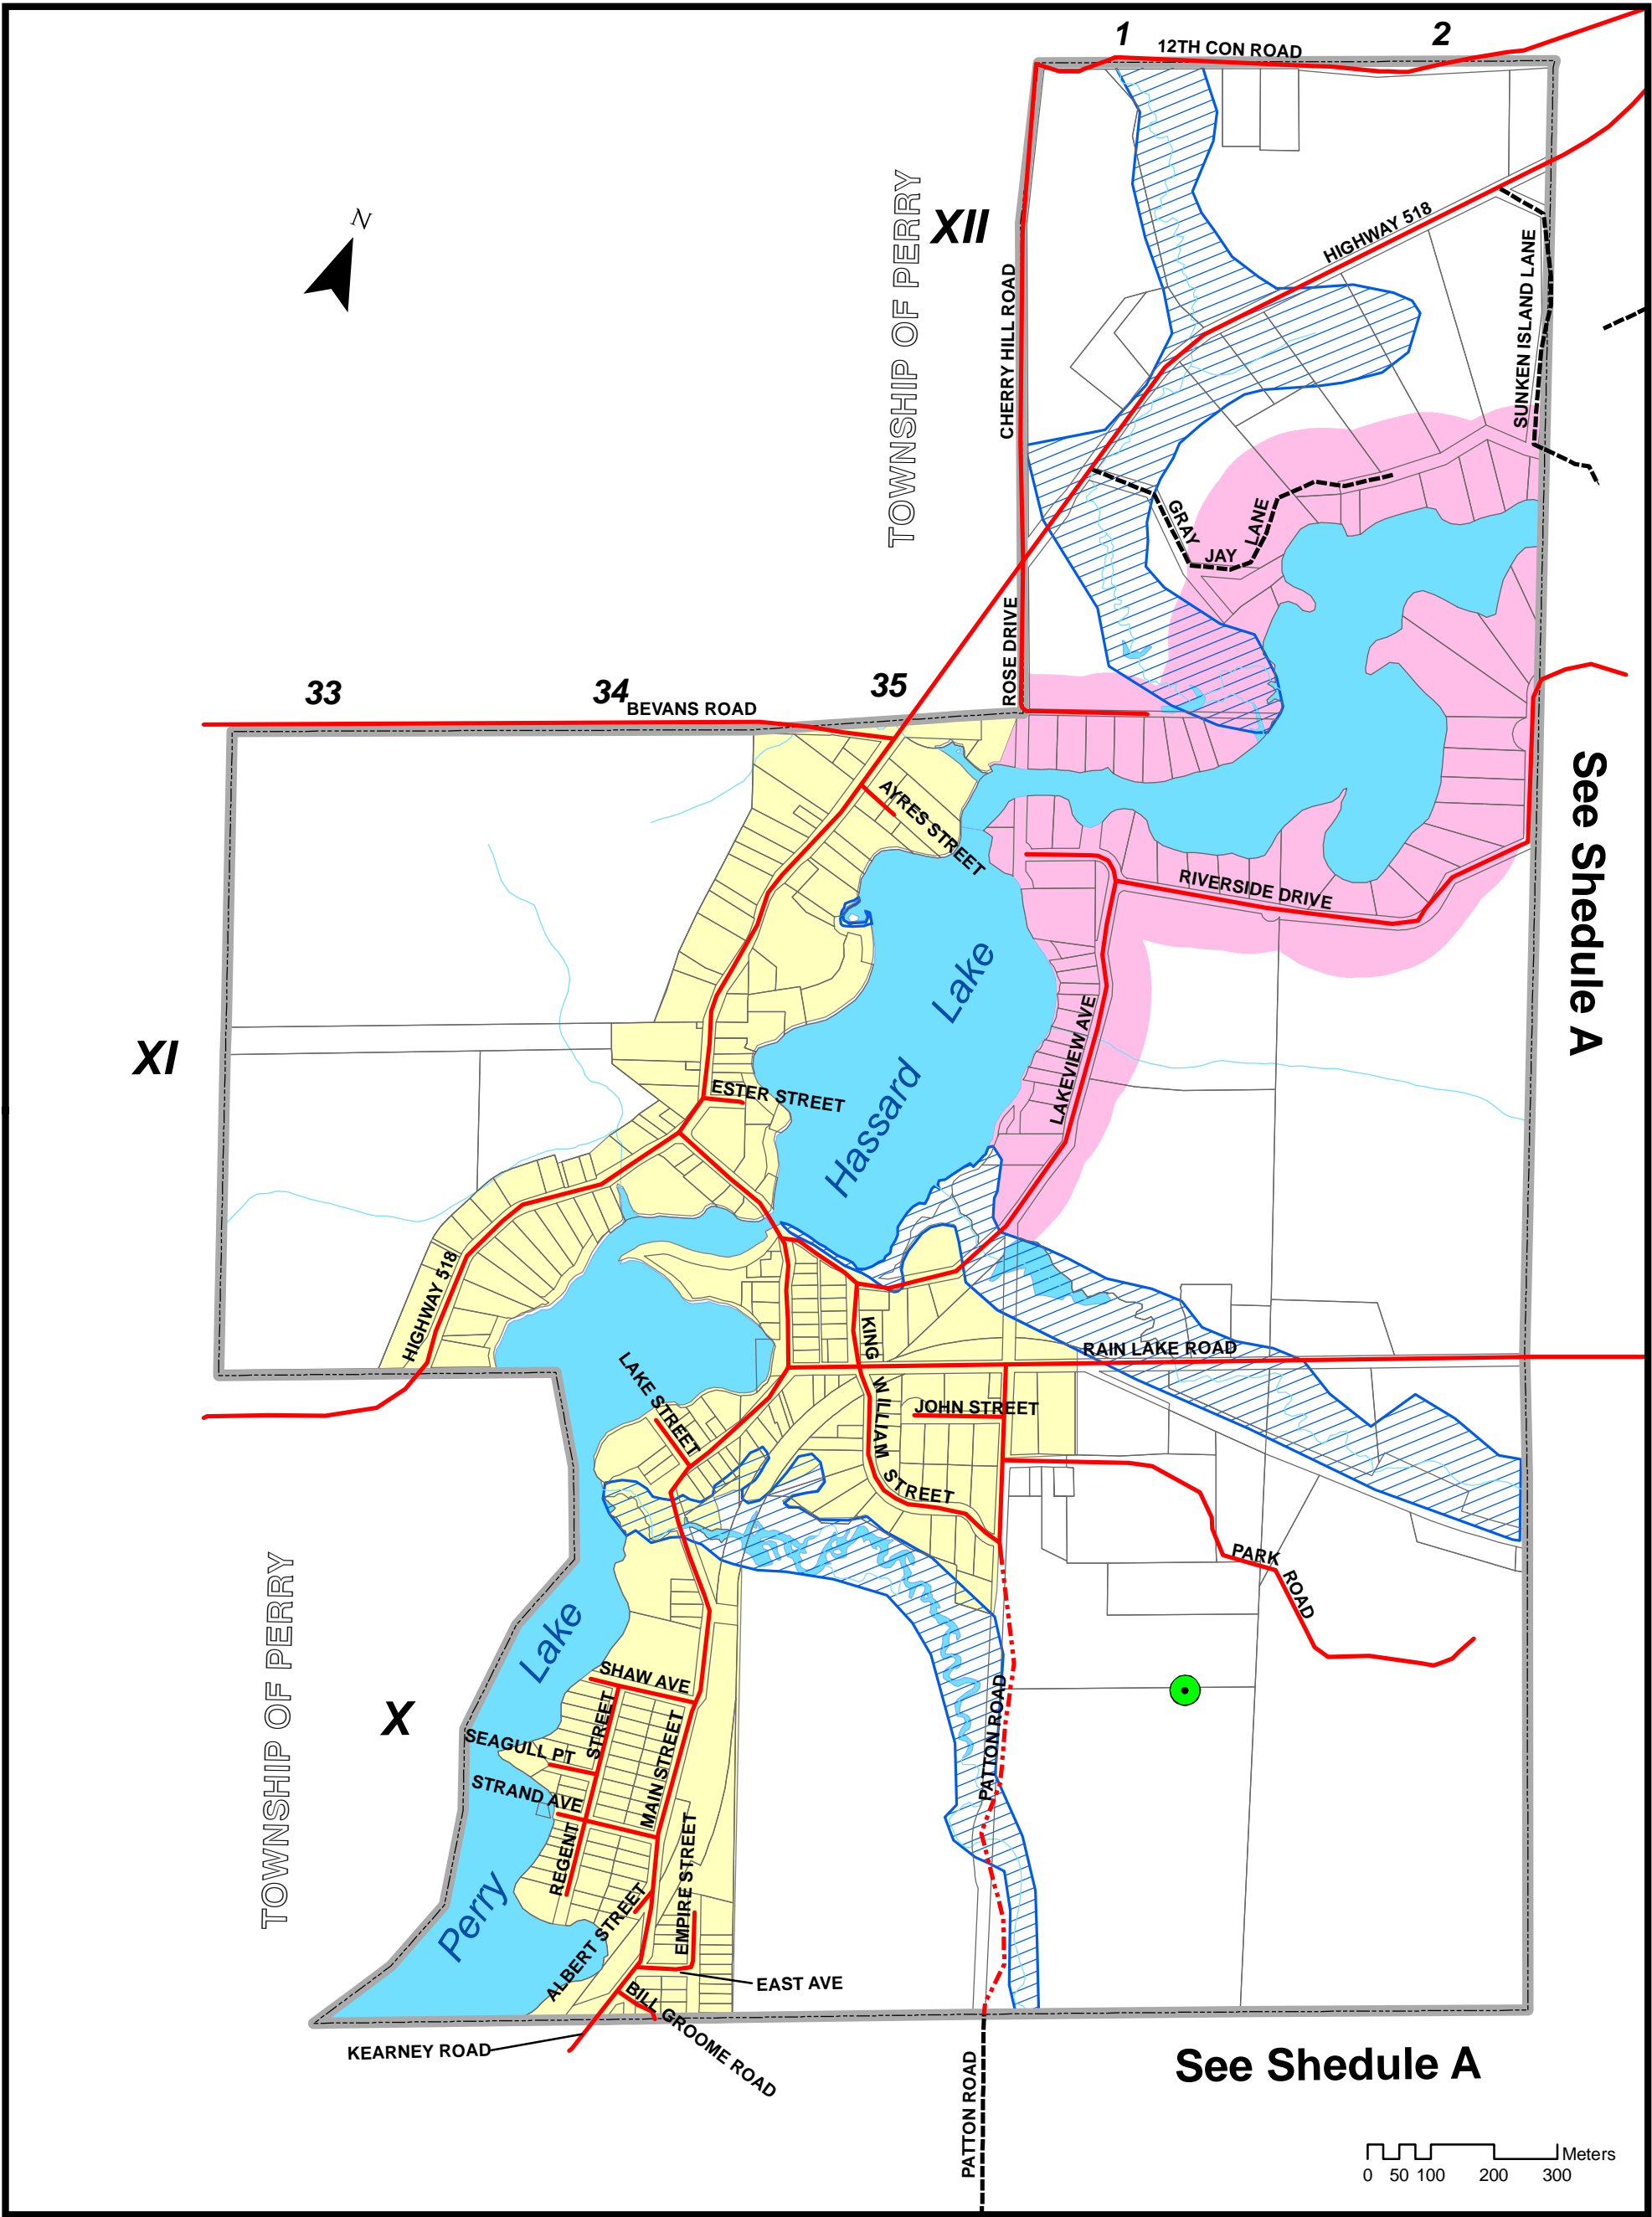 1
2
12TH CON ROAD
N
TOWNSHIP OF PERRY
XII
CHERRY HILL ROAD
HIGHWAY 518
SUNKEN ISLAND LANE
GRAY
JAY
LANE
ROSE DRIVE
33
34
35
BEVANS ROAD
AYRES STREET
See Shedule A
RIVERSIDE DRIVE
Hassard Lake
LAKEVIEW AVE
XI
ESTER STREET
HIGHWAY 518
KING
WILLIAM
STREET
RAIN LAKE ROAD
LAKE STREET
JOHN STREET
PARK
ROAD
TOWNSHIP OF PERRY
X
Perry Lake
SHAW AVE
SEAGULL PT
STREET
STRAND AVE
REGENT
MAIN STREET
PATTON ROAD
EMPIRE STREET
ALBERT STREET
EAST AVE
BILL GROOME ROAD
KEARNEY ROAD
PATTON ROAD
See Shedule A
Meters
0 50 100 200 300